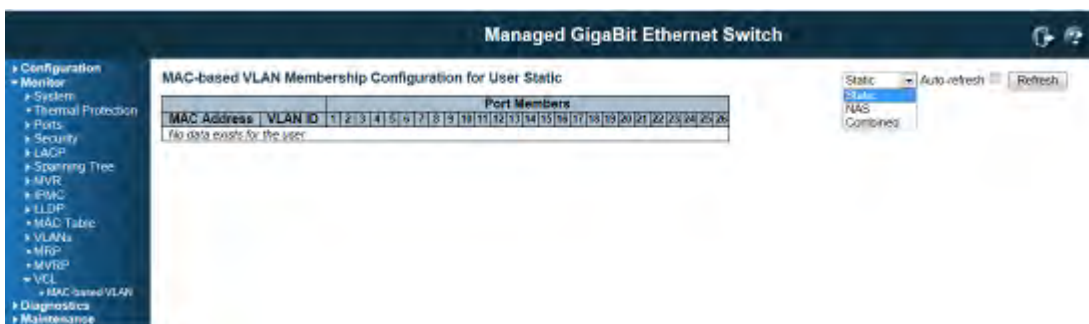 Managed GigaBit Ethernet Switch
Configuration
Monitor
System
Thermal Protection
Ports
Security
LACP
Spanning Tree
MVR
IPMC
LLDP
MAC Table
VLANs
MRP
MVRP
VCL
MAC-based VLAN
Diagnostics
Maintenance
MAC-based VLAN Membership Configuration for User Static
Static Auto-refresh Refresh
Static
NAS
Combined
Port Members
MAC Address VLAN ID 1 2 3 4 5 6 7 8 9 10 11 12 13 14 15 16 17 18 19 20 21 22 23 24 25 26
No data exists for the user